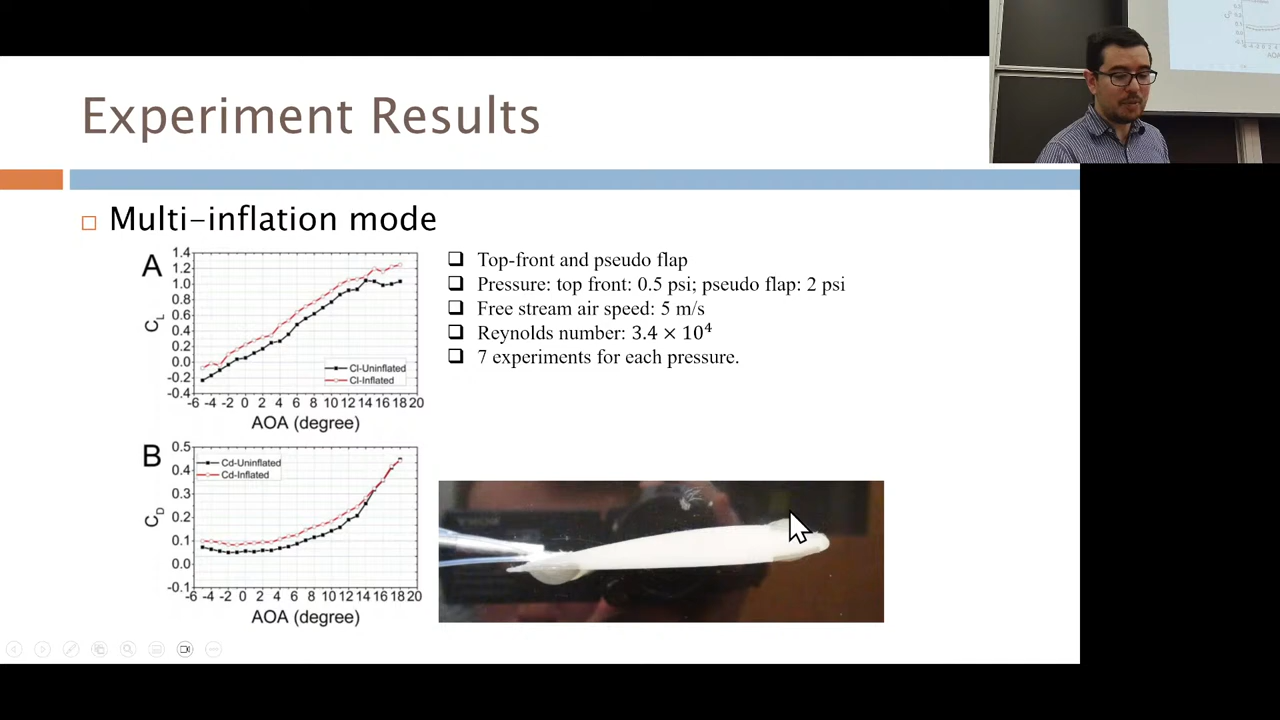 Experiment Results
Multi-inflation mode
A
1.4
1.2
1.0
0.8
0.6
0.4
0.2
0.0
-0.2
-0.4
C_L
Cl-Uninflated
Cl-Inflated
-6 -4 -2 0 2 4 6 8 10 12 14 16 18 20
AOA (degree)
Top-front and pseudo flap
Pressure: top front: 0.5 psi; pseudo flap: 2 psi
Free stream air speed: 5 m/s
Reynolds number: 3.4 × 10⁴
7 experiments for each pressure.
B
0.5
0.4
0.3
0.2
0.1
0.0
-0.1
C_D
Cd-Uninflated
Cd-Inflated
-6 -4 -2 0 2 4 6 8 10 12 14 16 18 20
AOA (degree)